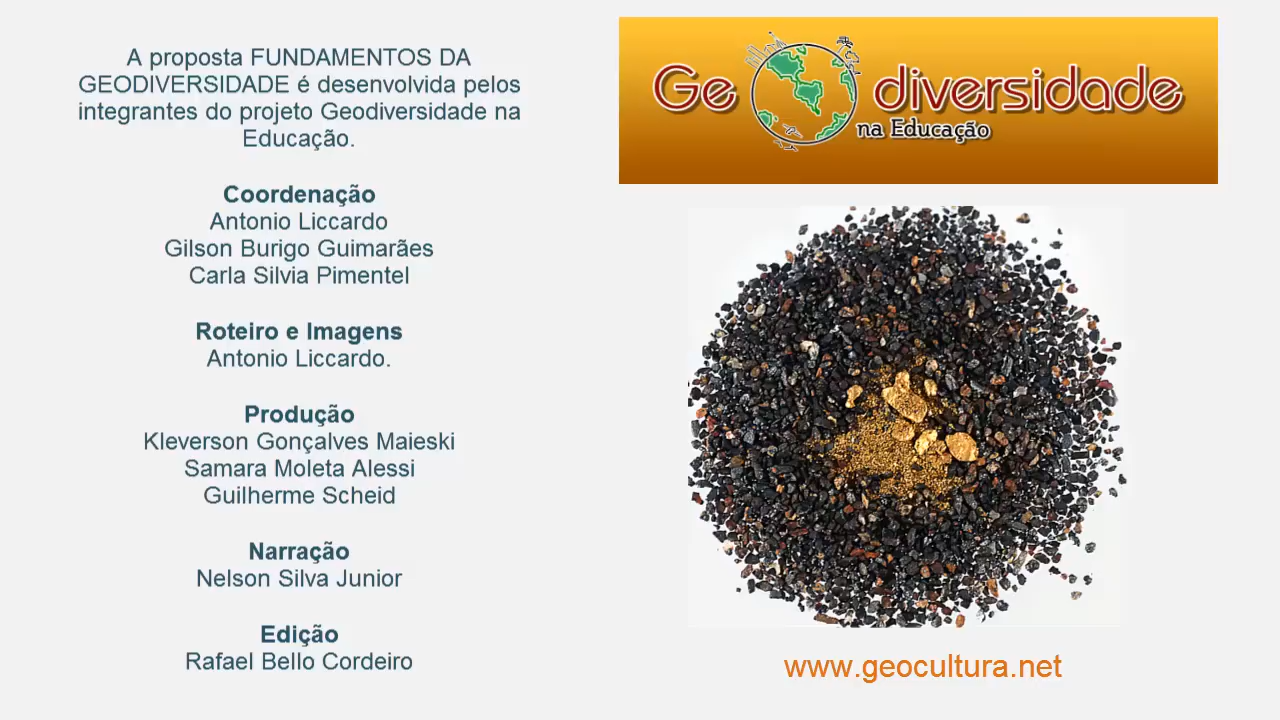 A proposta FUNDAMENTOS DA
GEODIVERSIDADE é desenvolvida pelos
integrantes do projeto Geodiversidade na
Educação.
Coordenação
Antonio Liccardo
Gilson Burigo Guimarães
Carla Silvia Pimentel
Roteiro e Imagens
Antonio Liccardo.
Produção
Kleverson Gonçalves Maieski
Samara Moleta Alessi
Guilherme Scheid
Narração
Nelson Silva Junior
Edição
Rafael Bello Cordeiro
Geodiversidade
na Educação
www.geocultura.net